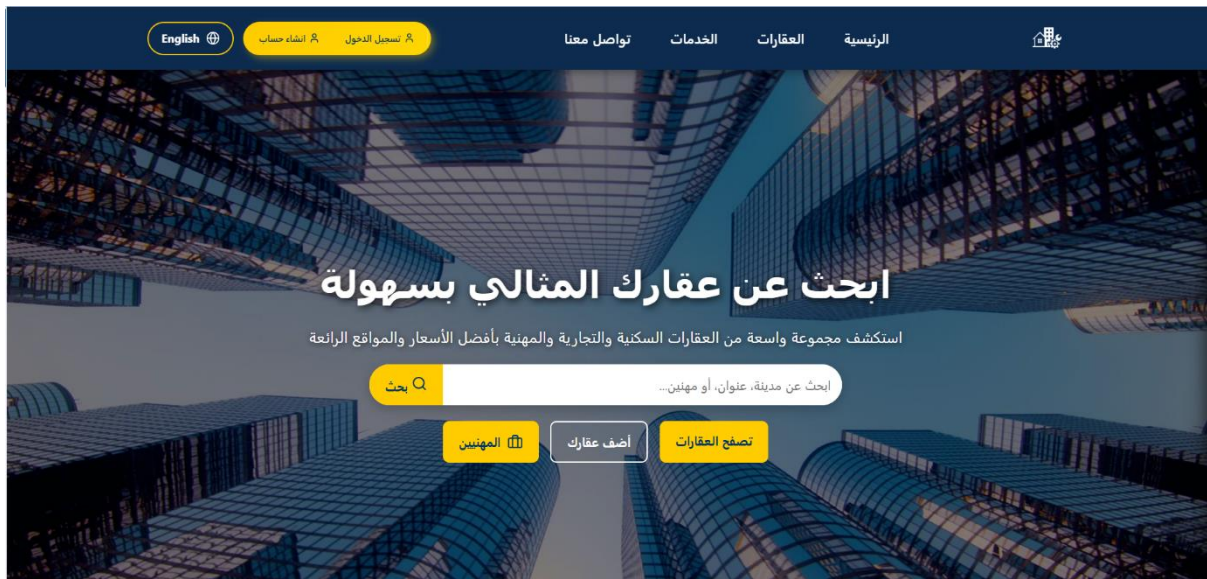 الرئيسية
العقارات
الخدمات
تواصل معنا
تسجيل الدخول
انشاء حساب
English
ابحث عن عقارك المثالي بسهولة
استكشف مجموعة واسعة من العقارات السكنية والتجارية والمهنية بأفضل الأسعار والمواقع الرائعة
ابحث عن مدينة، عنوان، أو مهنين...
بحث
تصفح العقارات
أضف عقارك
المهنيين